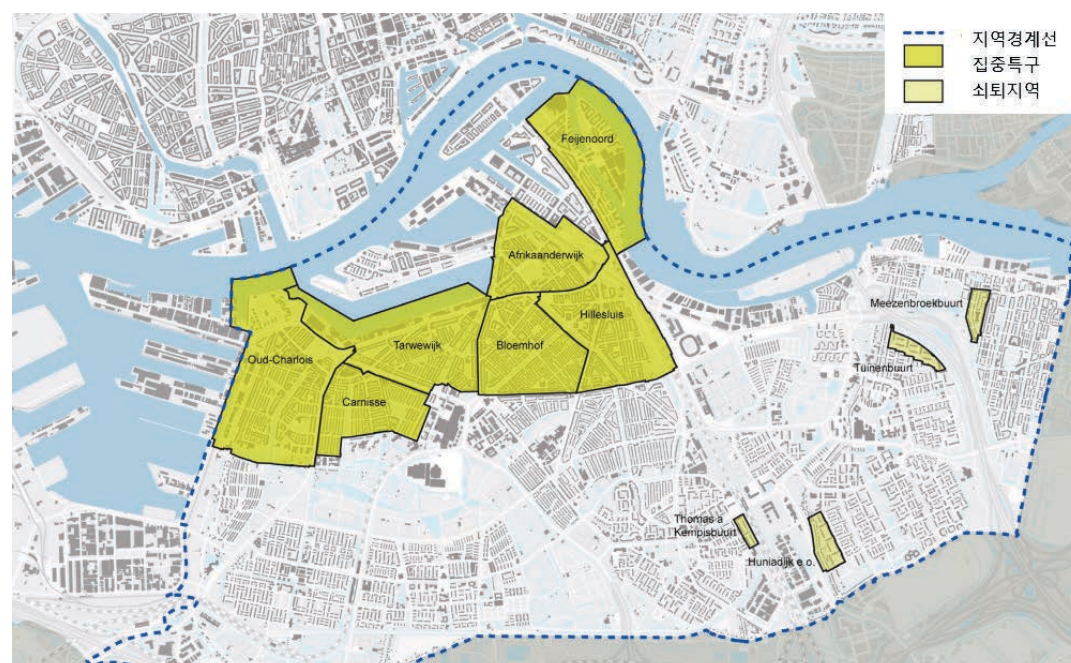 지역경계선
집중특구
쇠퇴지역
Feijenoord
Afrikaanderwijk
Hillesluis
Meezenbroekbuurt
Tarwewijk
Bloemhof
Oud-Charlois
Tuinenbuurt
Carnisse
Thomas a
Kempisbuurt
Huniadijk e.o.